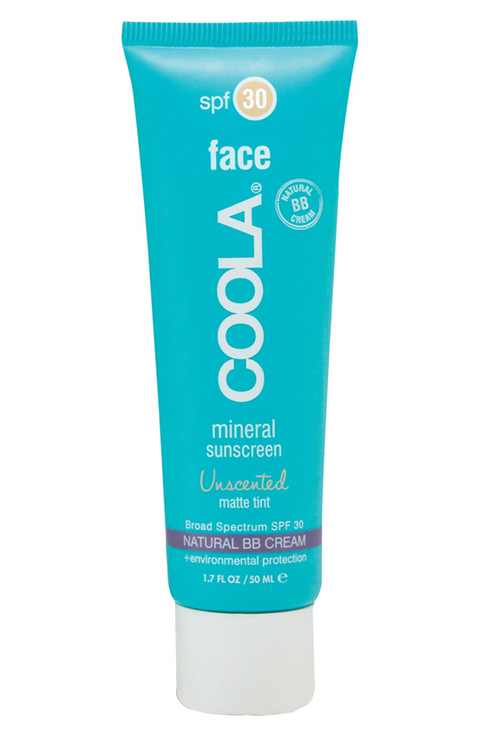 spf 30
face
COOLA®
NATURAL
BB
CREAM
mineral
sunscreen
Unscented
matte tint
Broad Spectrum SPF 30
NATURAL BB CREAM
+environmental protection
1.7 FL OZ / 50 ML ℮